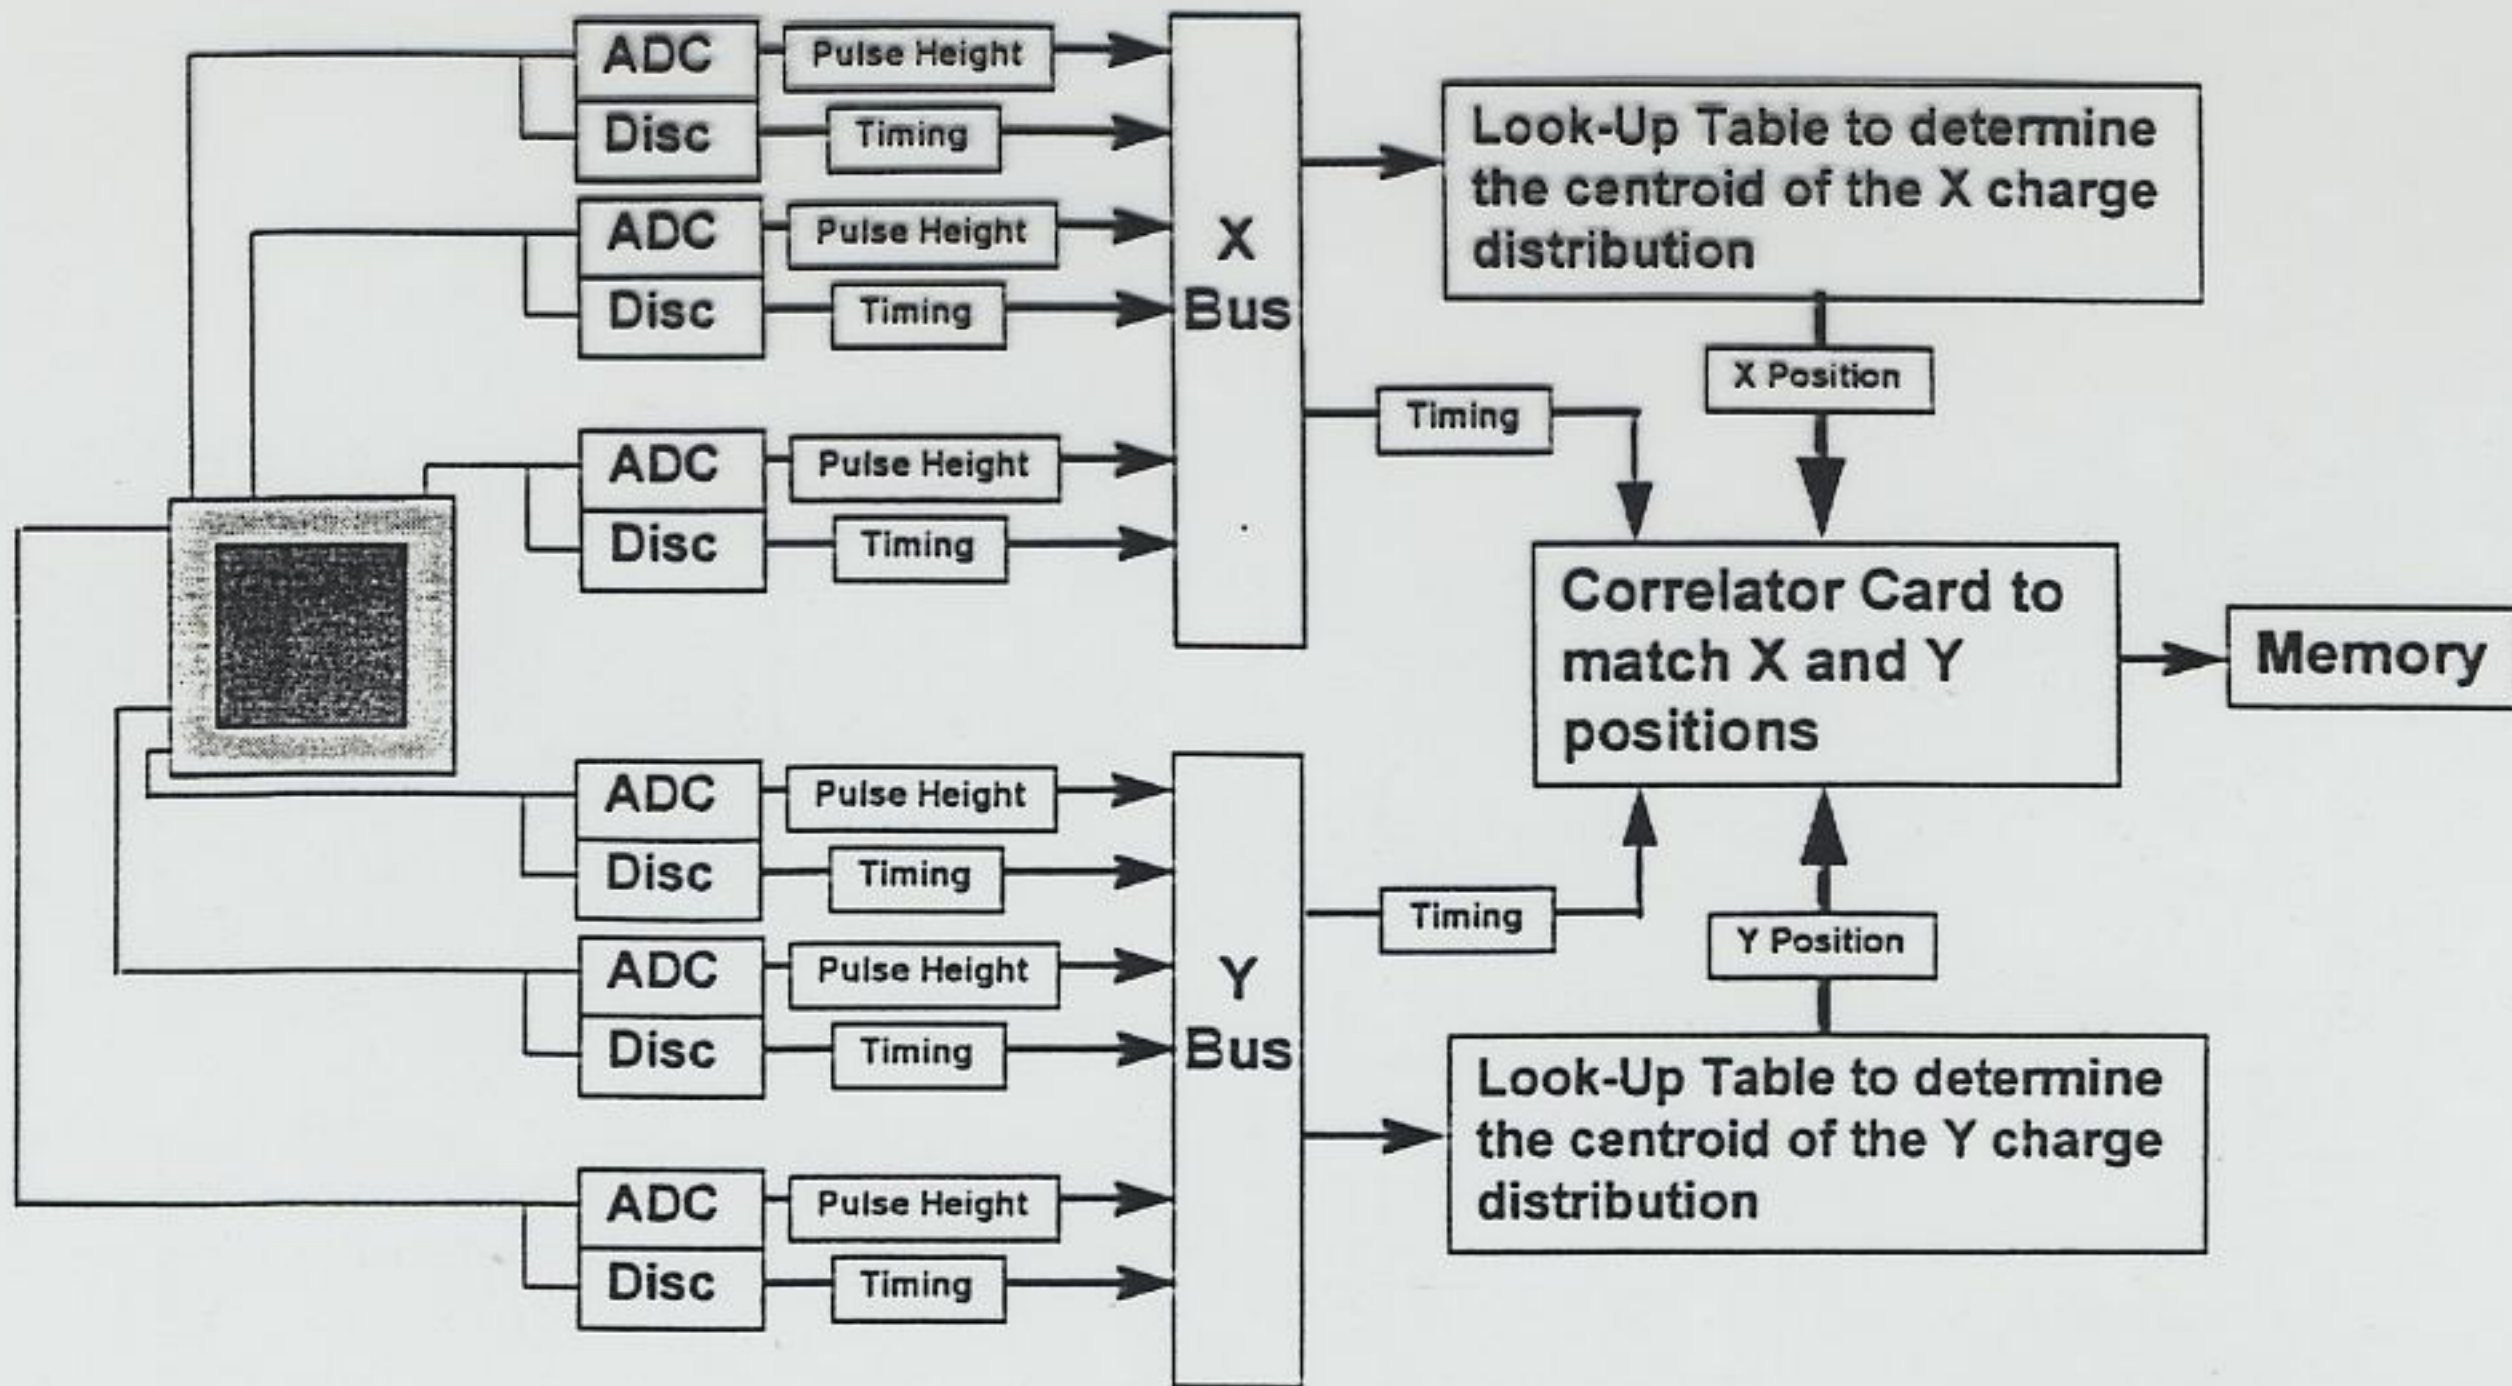 ADC
Pulse Height
Disc
Timing
ADC
Pulse Height
Disc
Timing
ADC
Pulse Height
Disc
Timing
X
Bus
Look-Up Table to determine
the centroid of the X charge
distribution
X Position
Timing
Correlator Card to
match X and Y
positions
Memory
ADC
Pulse Height
Disc
Timing
ADC
Pulse Height
Disc
Timing
ADC
Pulse Height
Disc
Timing
Y
Bus
Timing
Y Position
Look-Up Table to determine
the centroid of the Y charge
distribution